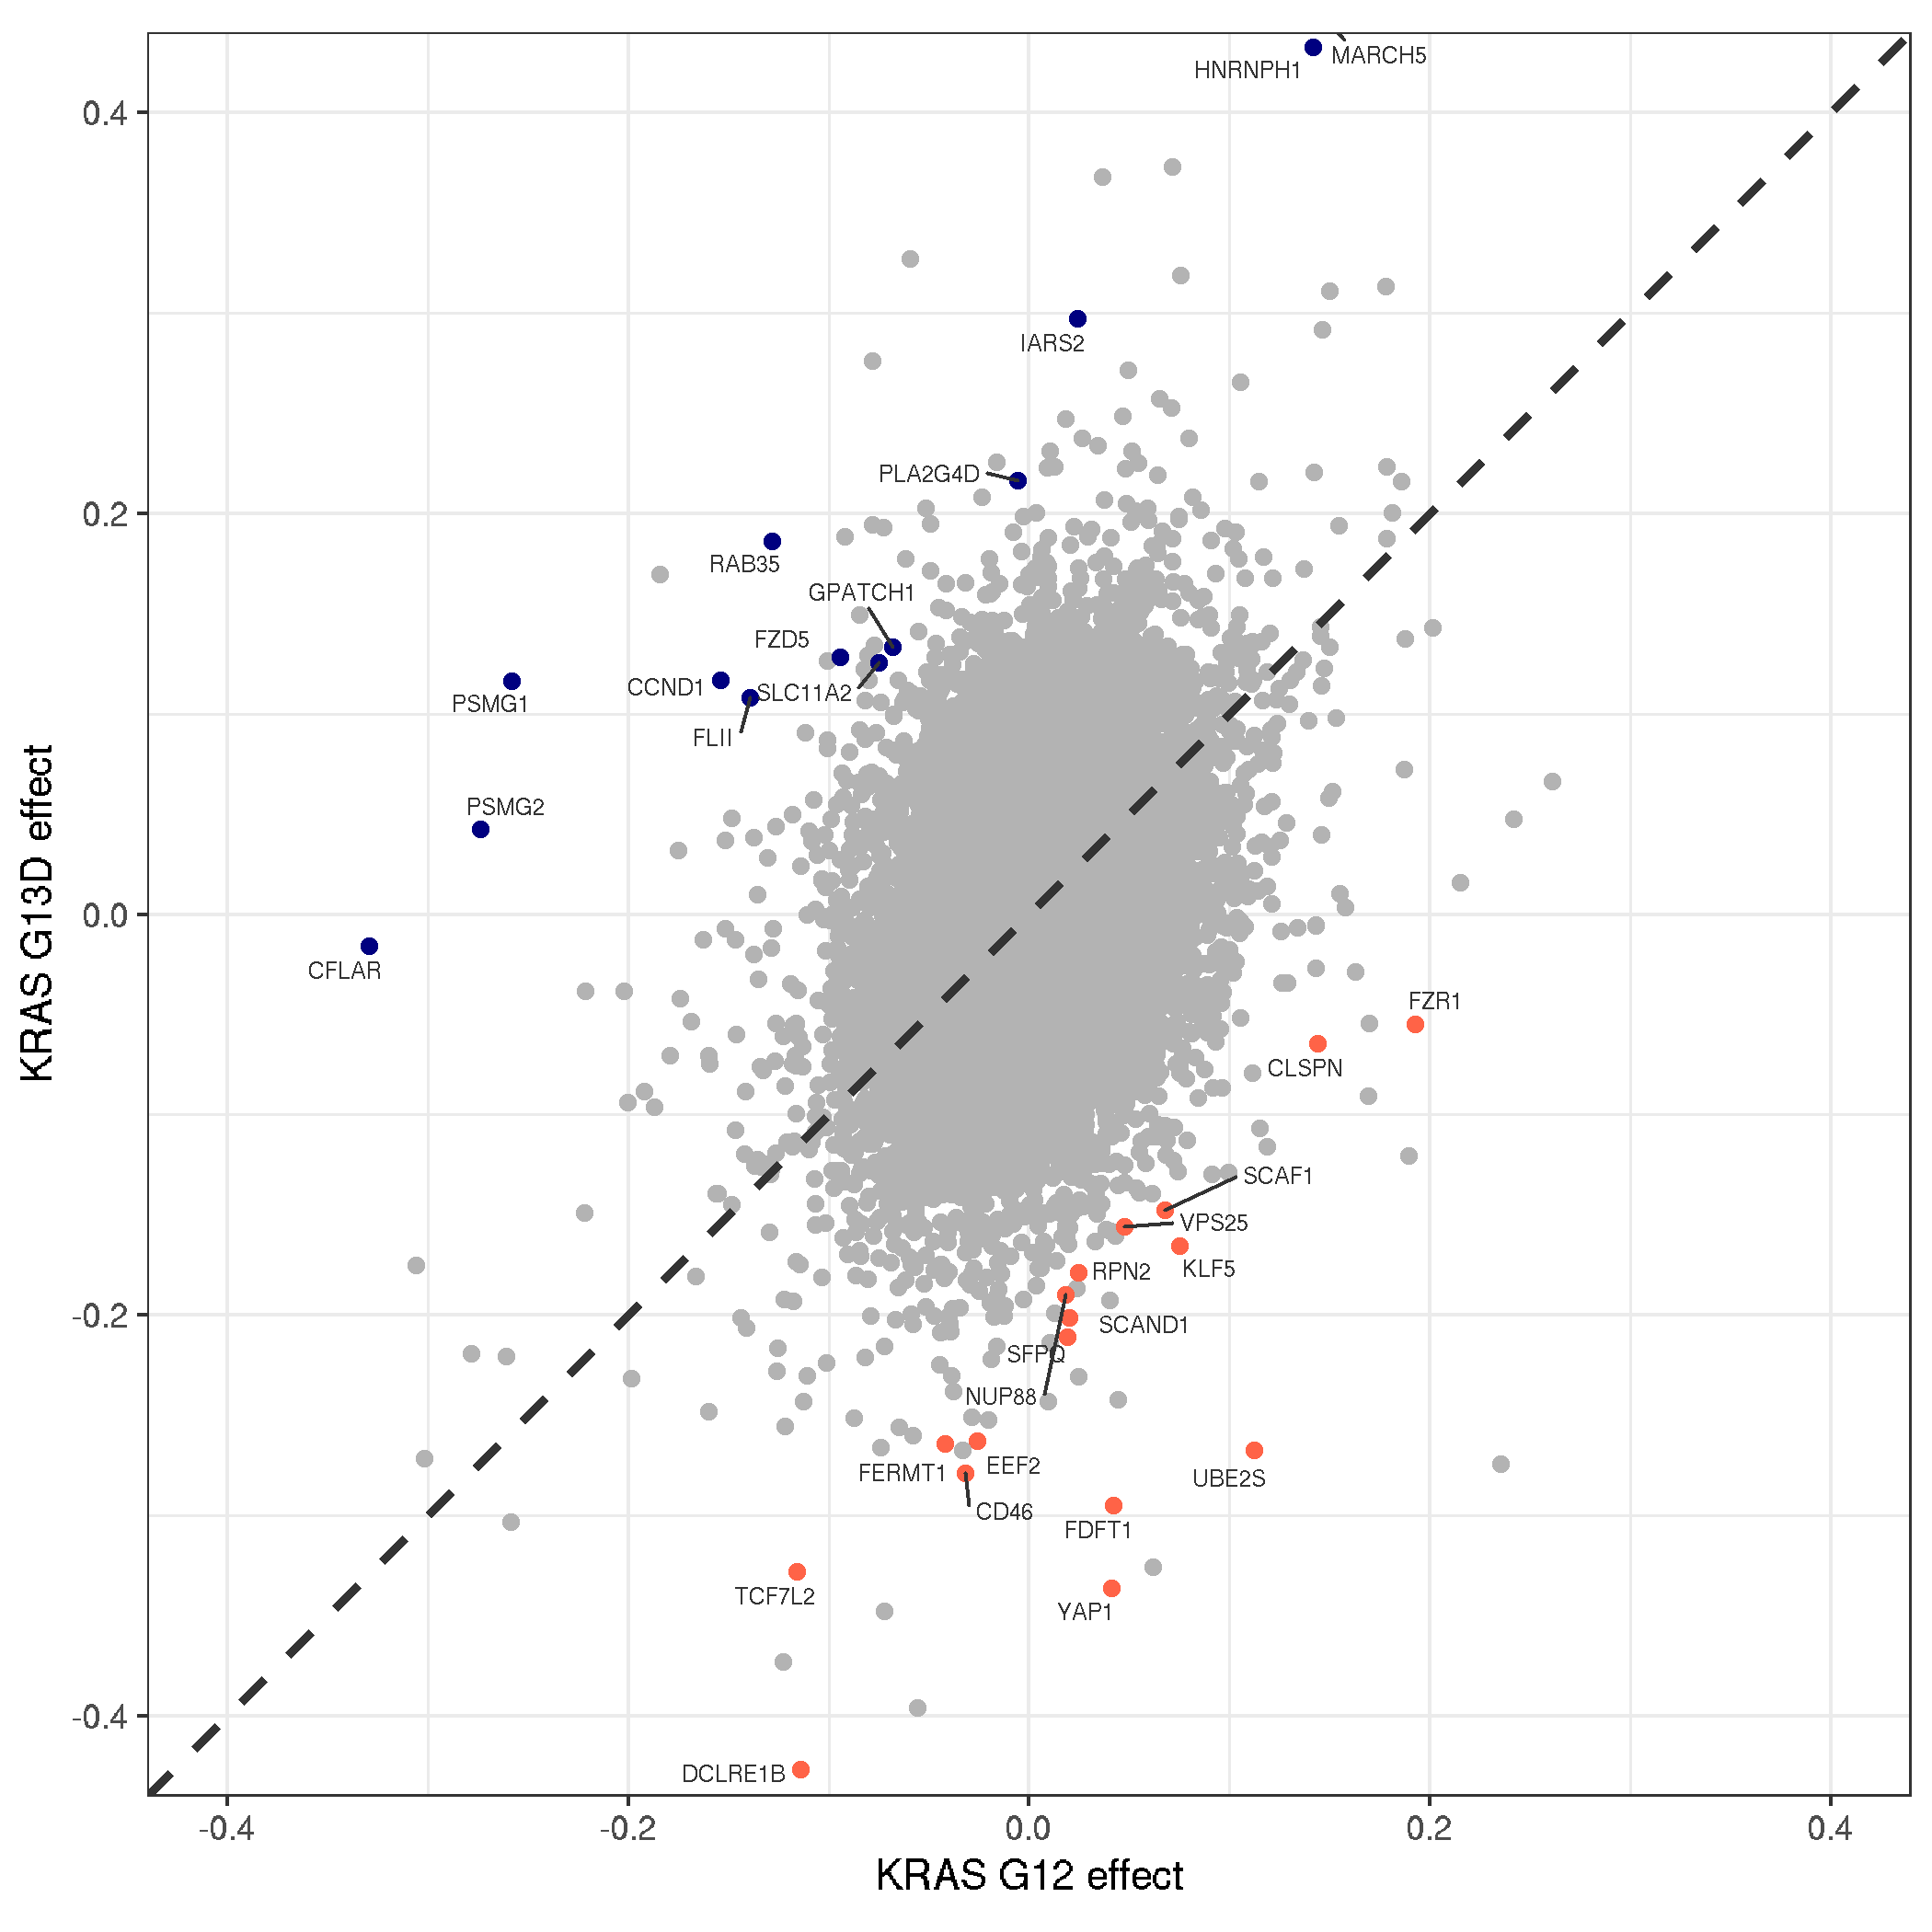 MARCH5
HNRNPH1
0.4
IARS2
PLA2G4D
0.2
RAB35
GPATCH1
FZD5
CCND1
SLC11A2
PSMG1
FLII
PSMG2
KRAS G13D effect
0.0
CFLAR
FZR1
CLSPN
SCAF1
VPS25
KLF5
RPN2
-0.2
SCAND1
SFPQ
NUP88
EEF2
FERMT1
UBE2S
CD46
FDFT1
TCF7L2
YAP1
-0.4
DCLRE1B
-0.4 -0.2 0.0 0.2 0.4
KRAS G12 effect